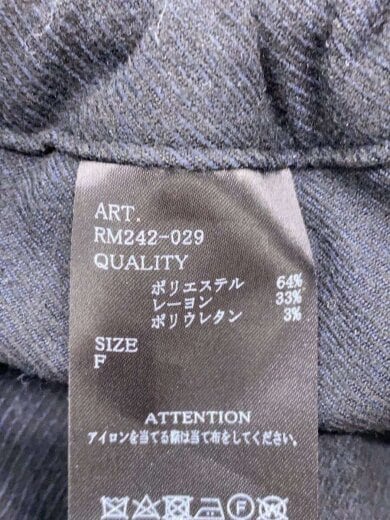 ART.
RM242-029
QUALITY
ポリエステル 64%
レーヨン 33%
ポリウレタン 3%
SIZE
F
ATTENTION
アイロンを当てる際は当て布をしてください。